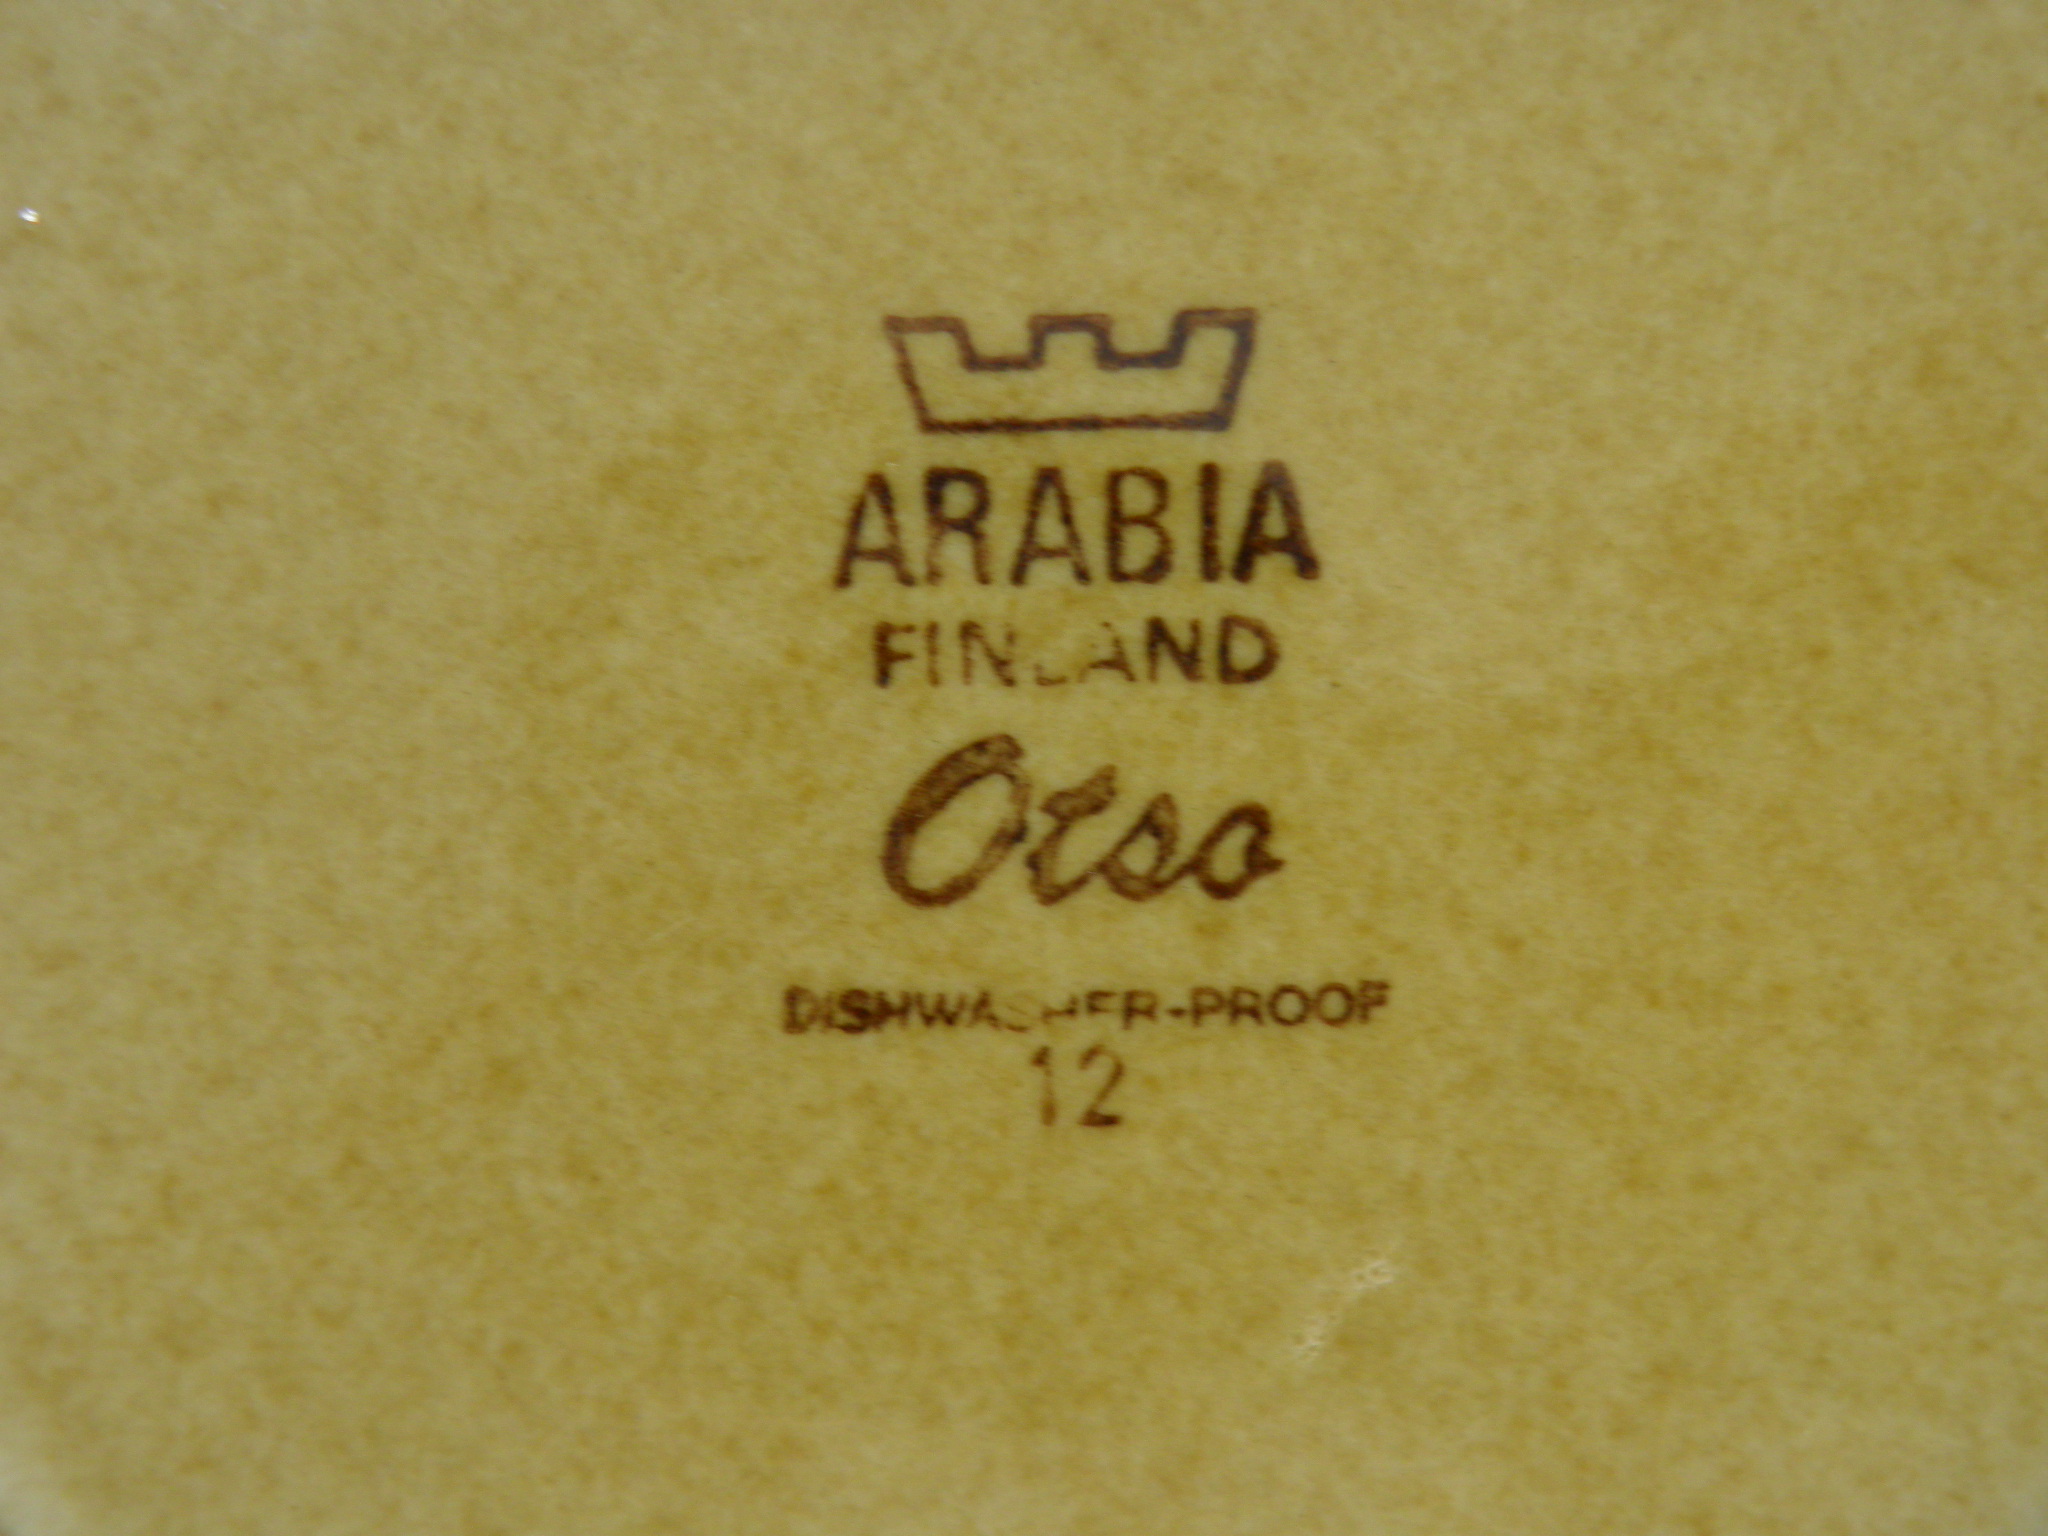 ARABIA
FINLAND
Otso
DISHWASHER-PROOF
12